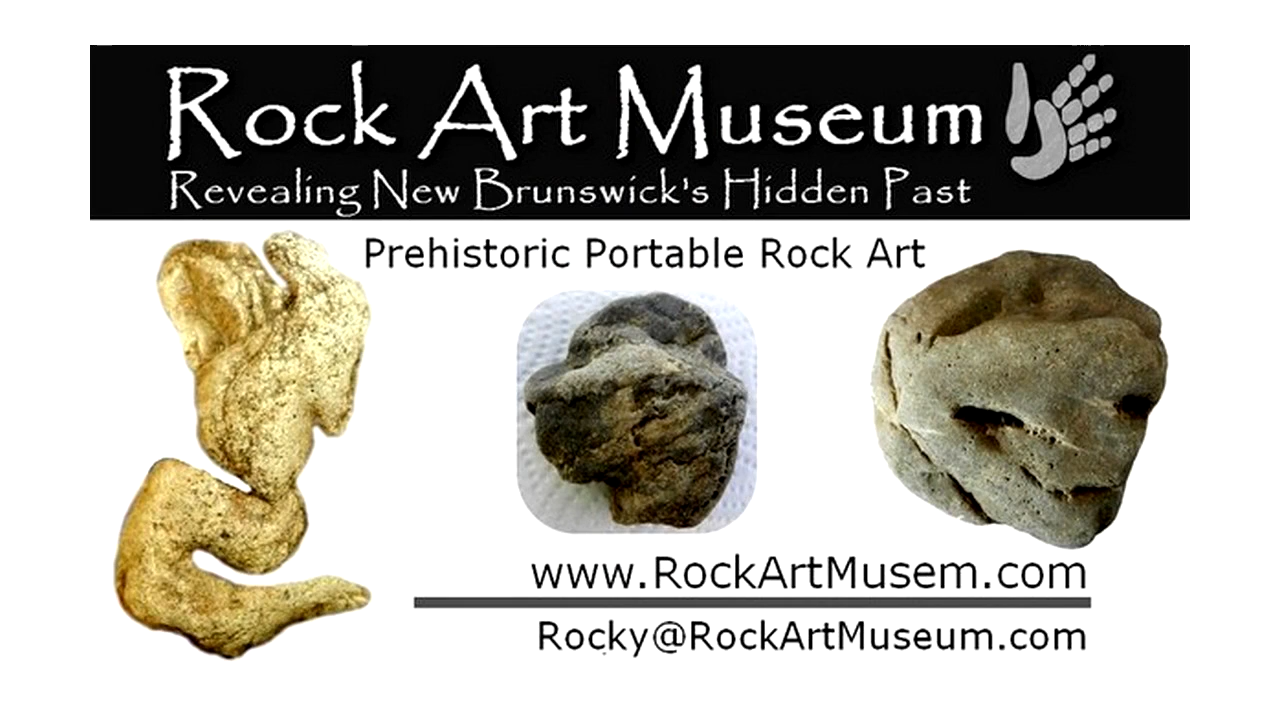 Rock Art Museum
Revealing New Brunswick's Hidden Past
Prehistoric Portable Rock Art
www.RockArtMusem.com
Rocky@RockArtMuseum.com